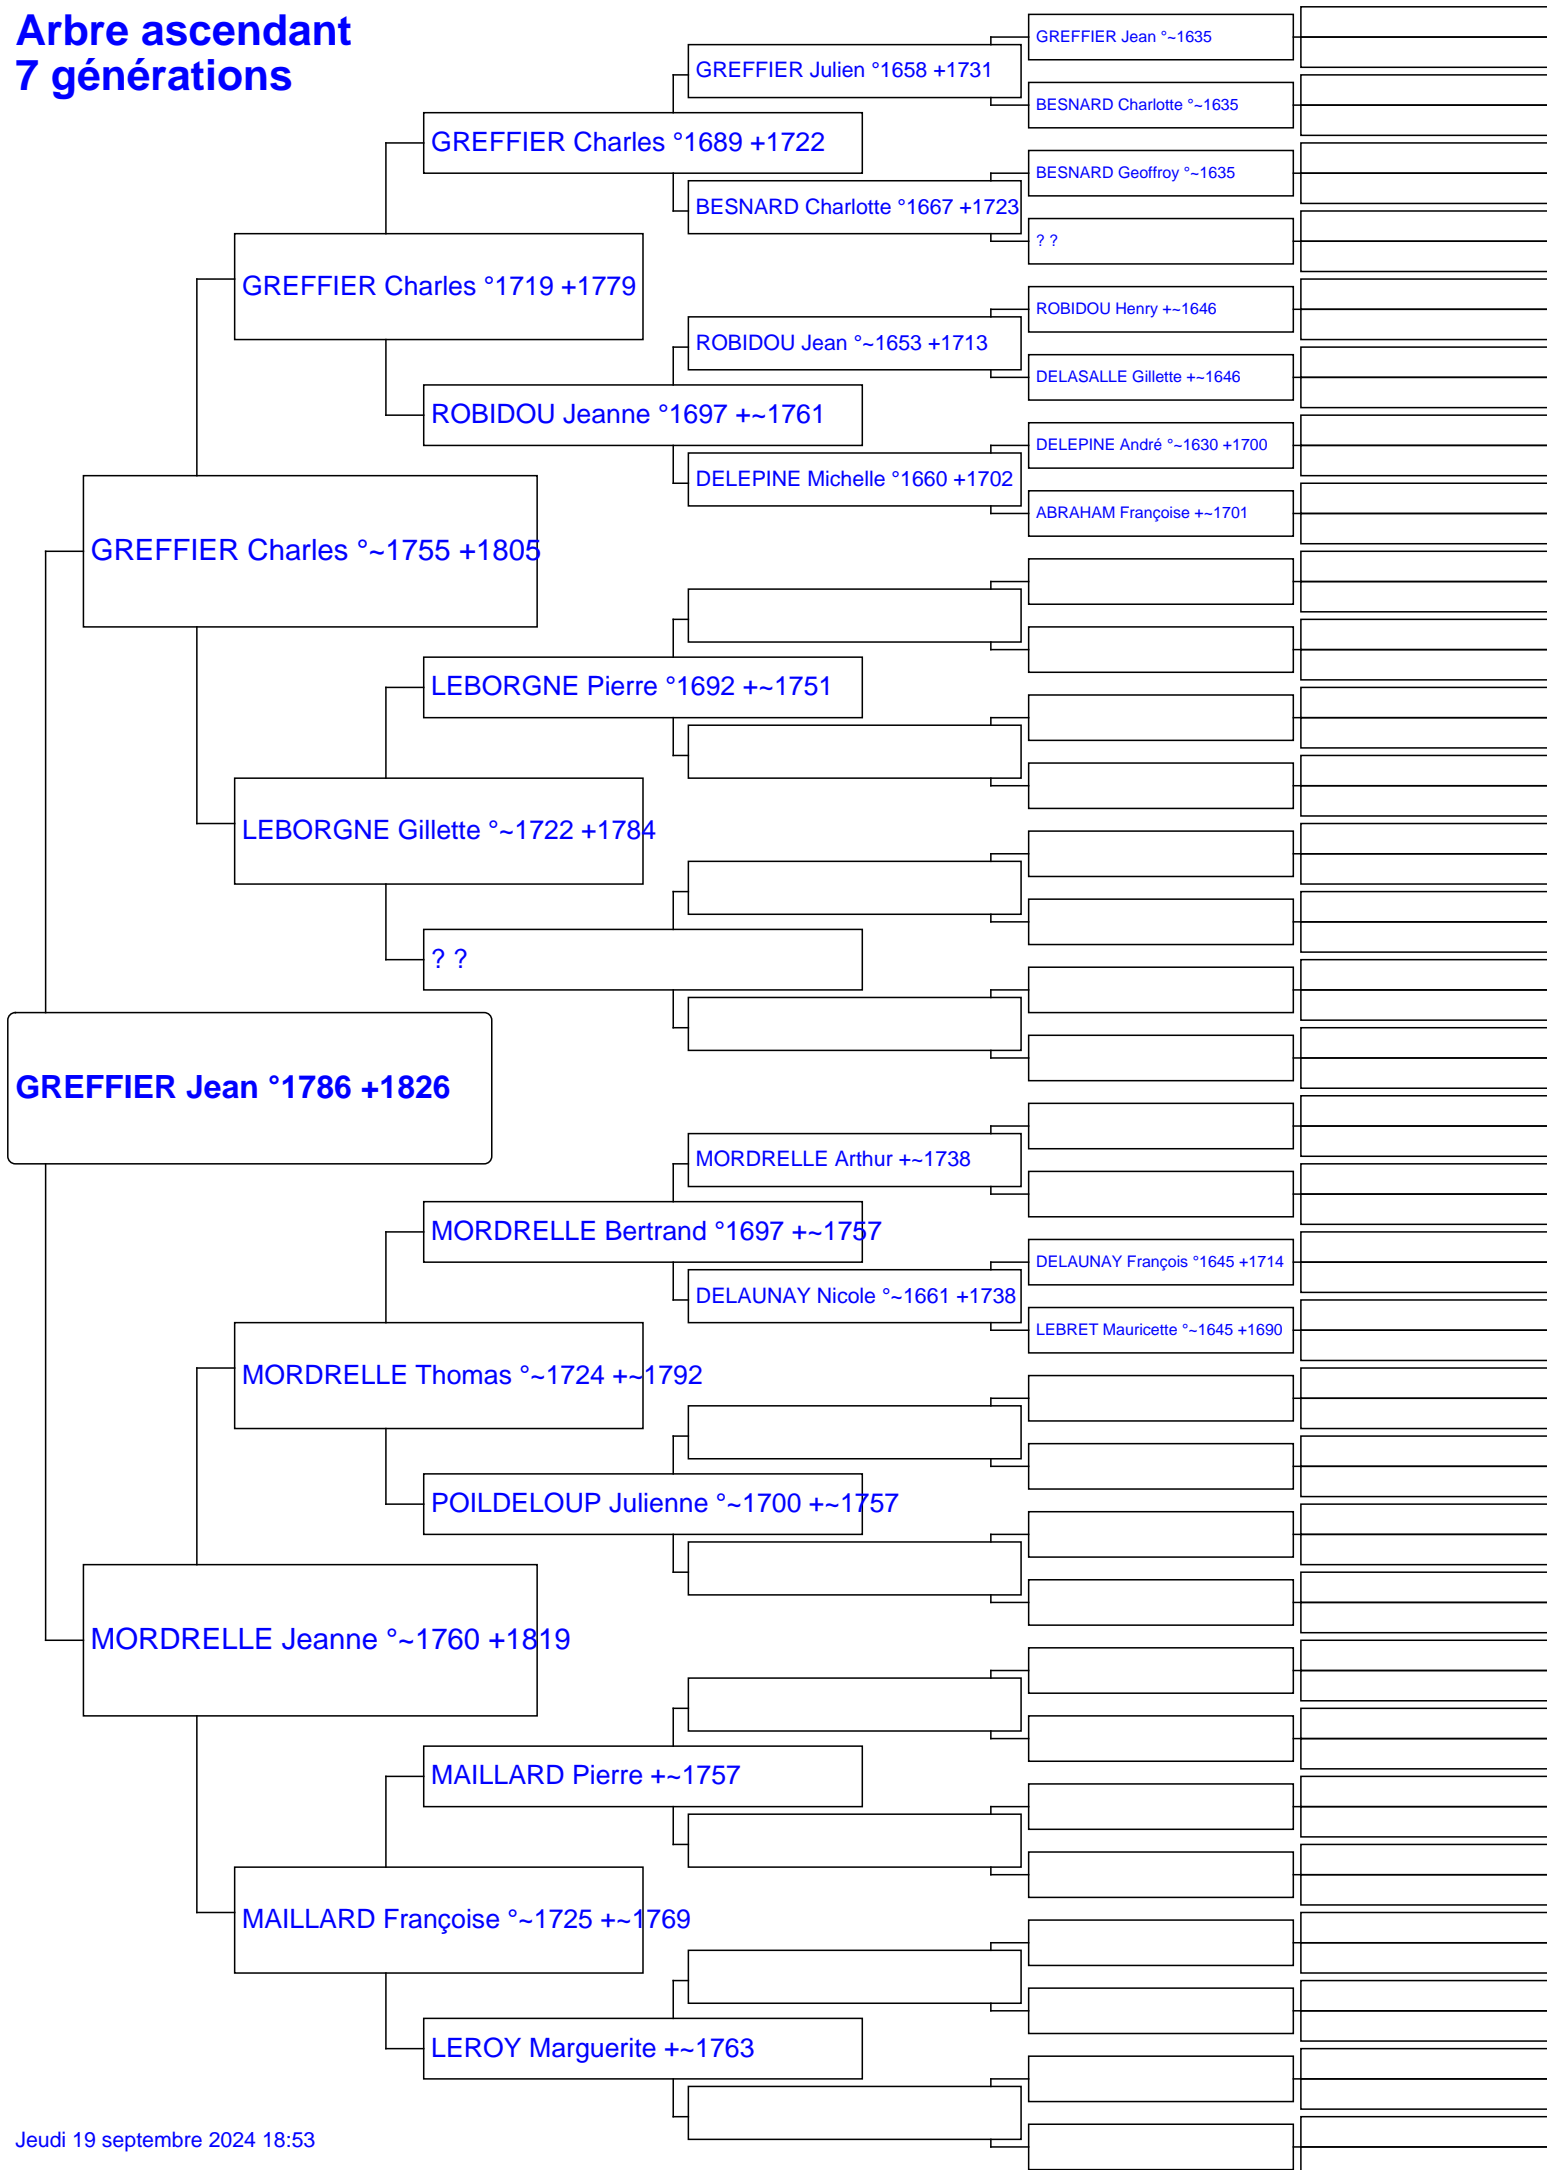 Arbre ascendant
7 générations
GREFFIER Jean °~1635
GREFFIER Julien °1658 +1731
BESNARD Charlotte °~1635
GREFFIER Charles °1689 +1722
BESNARD Geoffroy °~1635
BESNARD Charlotte °1667 +1723
? ?
GREFFIER Charles °1719 +1779
ROBIDOU Henry +~1646
ROBIDOU Jean °~1653 +1713
DELASALLE Gillette +~1646
ROBIDOU Jeanne °1697 +~1761
DELEPINE André °~1630 +1700
DELEPINE Michelle °1660 +1702
ABRAHAM Françoise +~1701
GREFFIER Charles °~1755 +1805
LEBORGNE Pierre °1692 +~1751
LEBORGNE Gillette °~1722 +1784
? ?
GREFFIER Jean °1786 +1826
MORDRELLE Arthur +~1738
MORDRELLE Bertrand °1697 +~1757
DELAUNAY François °1645 +1714
DELAUNAY Nicole °~1661 +1738
LEBRET Mauricette °~1645 +1690
MORDRELLE Thomas °~1724 +~1792
POILDELOUP Julienne °~1700 +~1757
MORDRELLE Jeanne °~1760 +1819
MAILLARD Pierre +~1757
MAILLARD Françoise °~1725 +~1769
LEROY Marguerite +~1763
Jeudi 19 septembre 2024 18:53